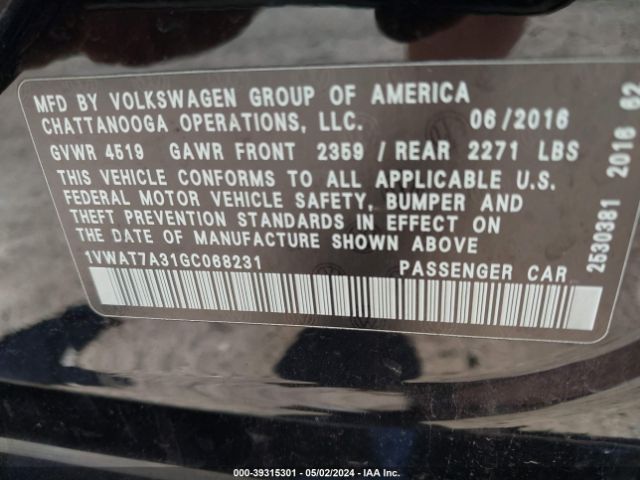 MFD BY VOLKSWAGEN GROUP OF AMERICA
CHATTANOOGA OPERATIONS, LLC. 06/2016
GVWR 4519 GAWR FRONT 2359 / REAR 2271 LBS
THIS VEHICLE CONFORMS TO ALL APPLICABLE U.S.
FEDERAL MOTOR VEHICLE SAFETY, BUMPER AND
THEFT PREVENTION STANDARDS IN EFFECT ON
THE DATE OF MANUFACTURE SHOWN ABOVE
1VWAT7A31GC068231 PASSENGER CAR
2530381 2016 62
000-39315301 - 05/02/2024 - IAA Inc.